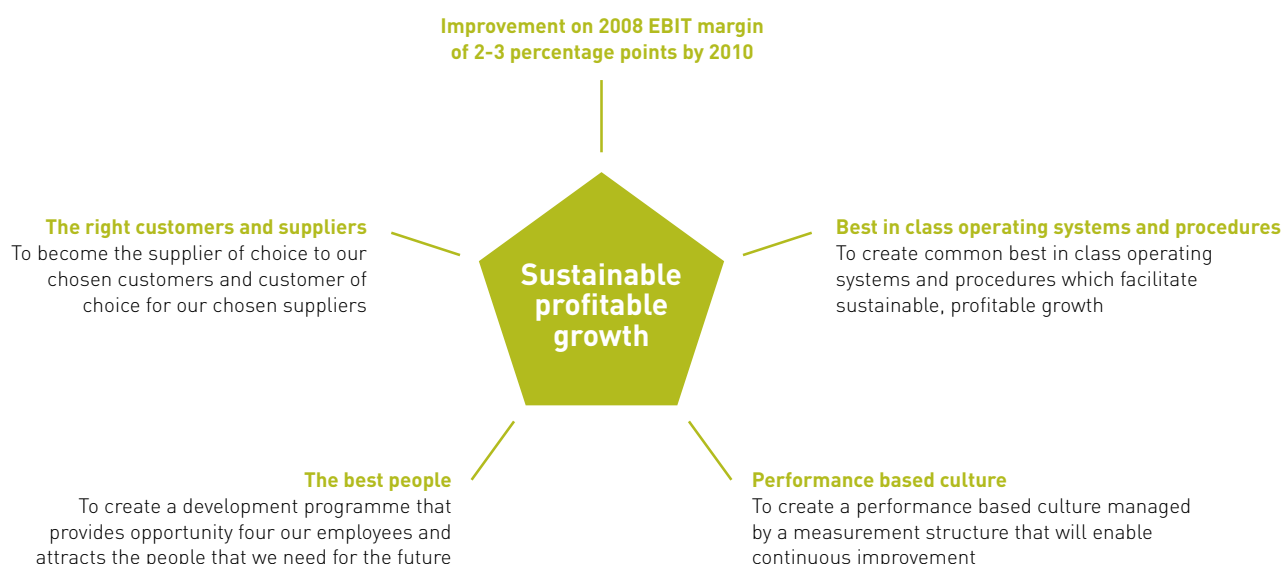 Improvement on 2008 EBIT margin
of 2-3 percentage points by 2010
The right customers and suppliers
To become the supplier of choice to our
chosen customers and customer of
choice for our chosen suppliers
Best in class operating systems and procedures
To create common best in class operating
systems and procedures which facilitate
sustainable, profitable growth
Sustainable
profitable
growth
The best people
To create a development programme that
provides opportunity four our employees and
attracts the people that we need for the future
Performance based culture
To create a performance based culture managed
by a measurement structure that will enable
continuous improvement